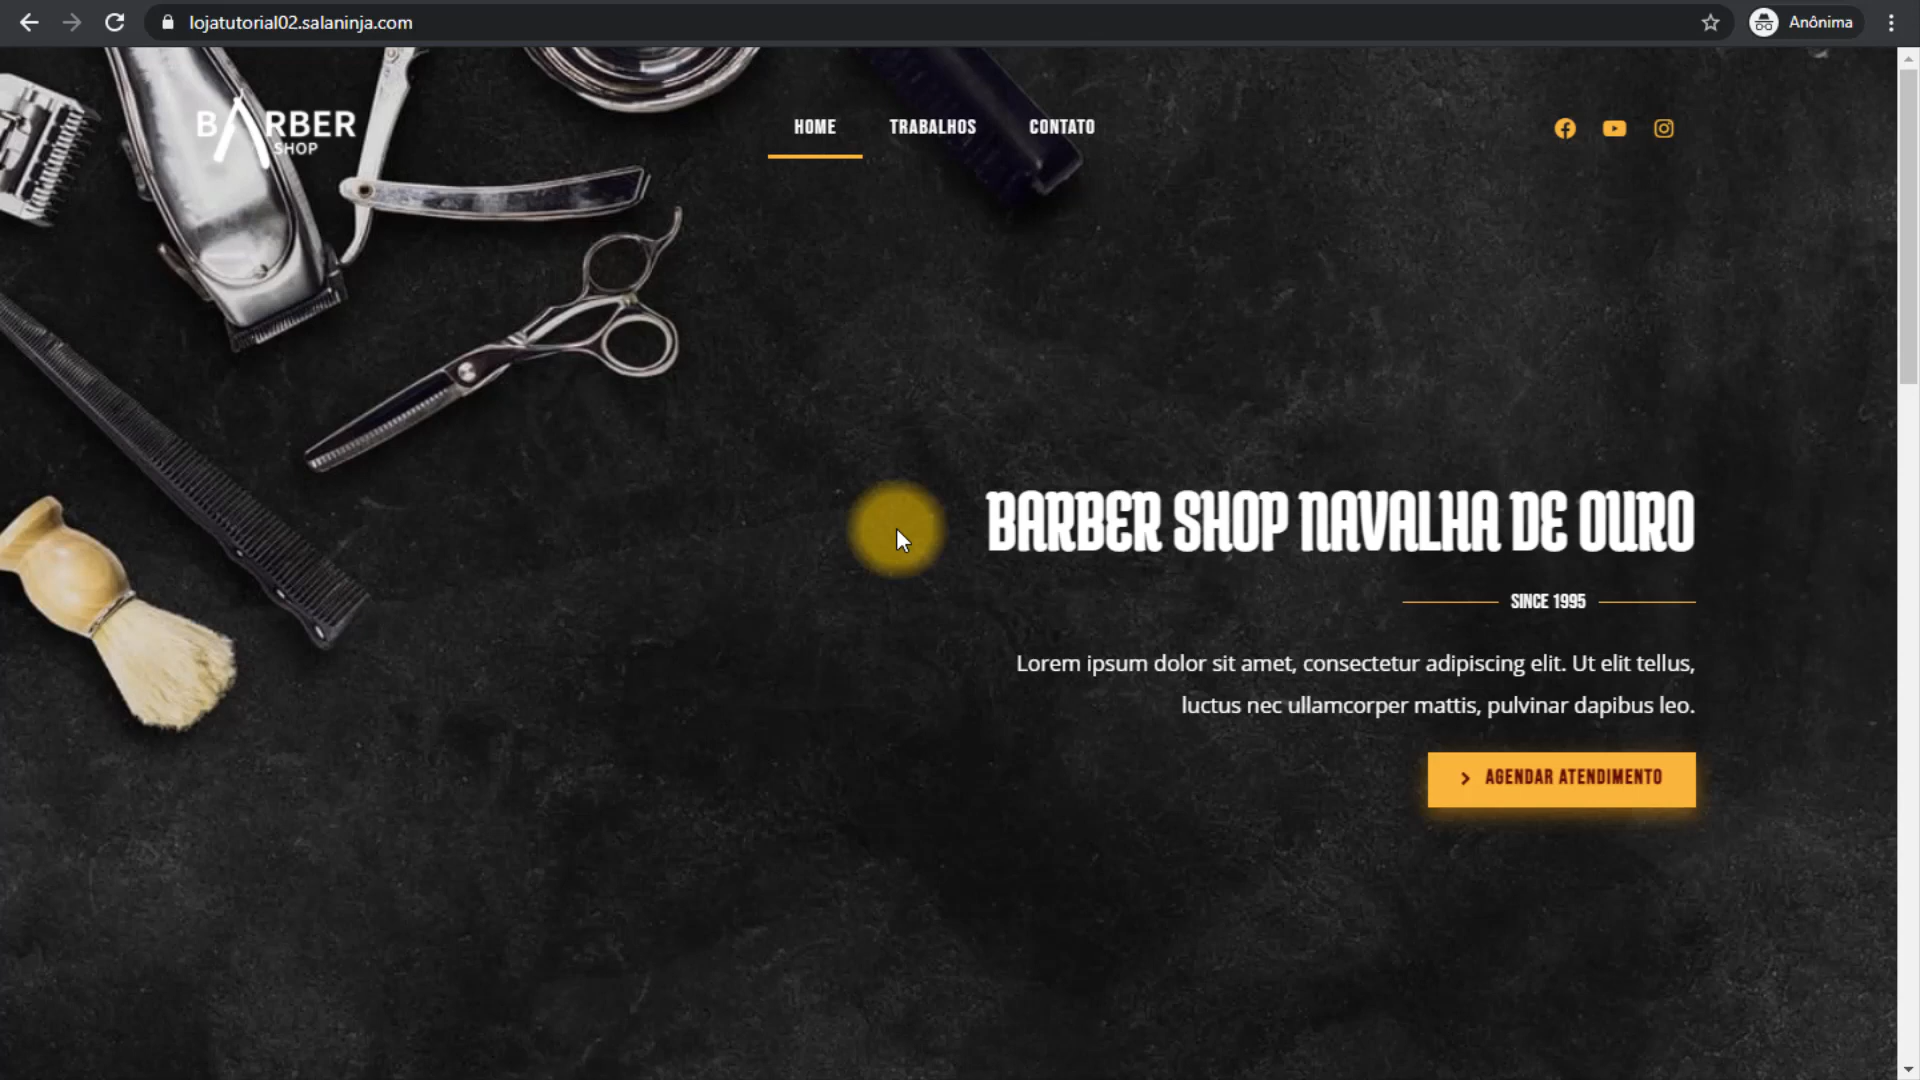 lojatutorial02.salaninja.com
Anônima
BARBER
SHOP
HOME
TRABALHOS
CONTATO
BARBER SHOP NAVALHA DE OURO
SINCE 1995
Lorem ipsum dolor sit amet, consectetur adipiscing elit. Ut elit tellus,
luctus nec ullamcorper mattis, pulvinar dapibus leo.
AGENDAR ATENDIMENTO